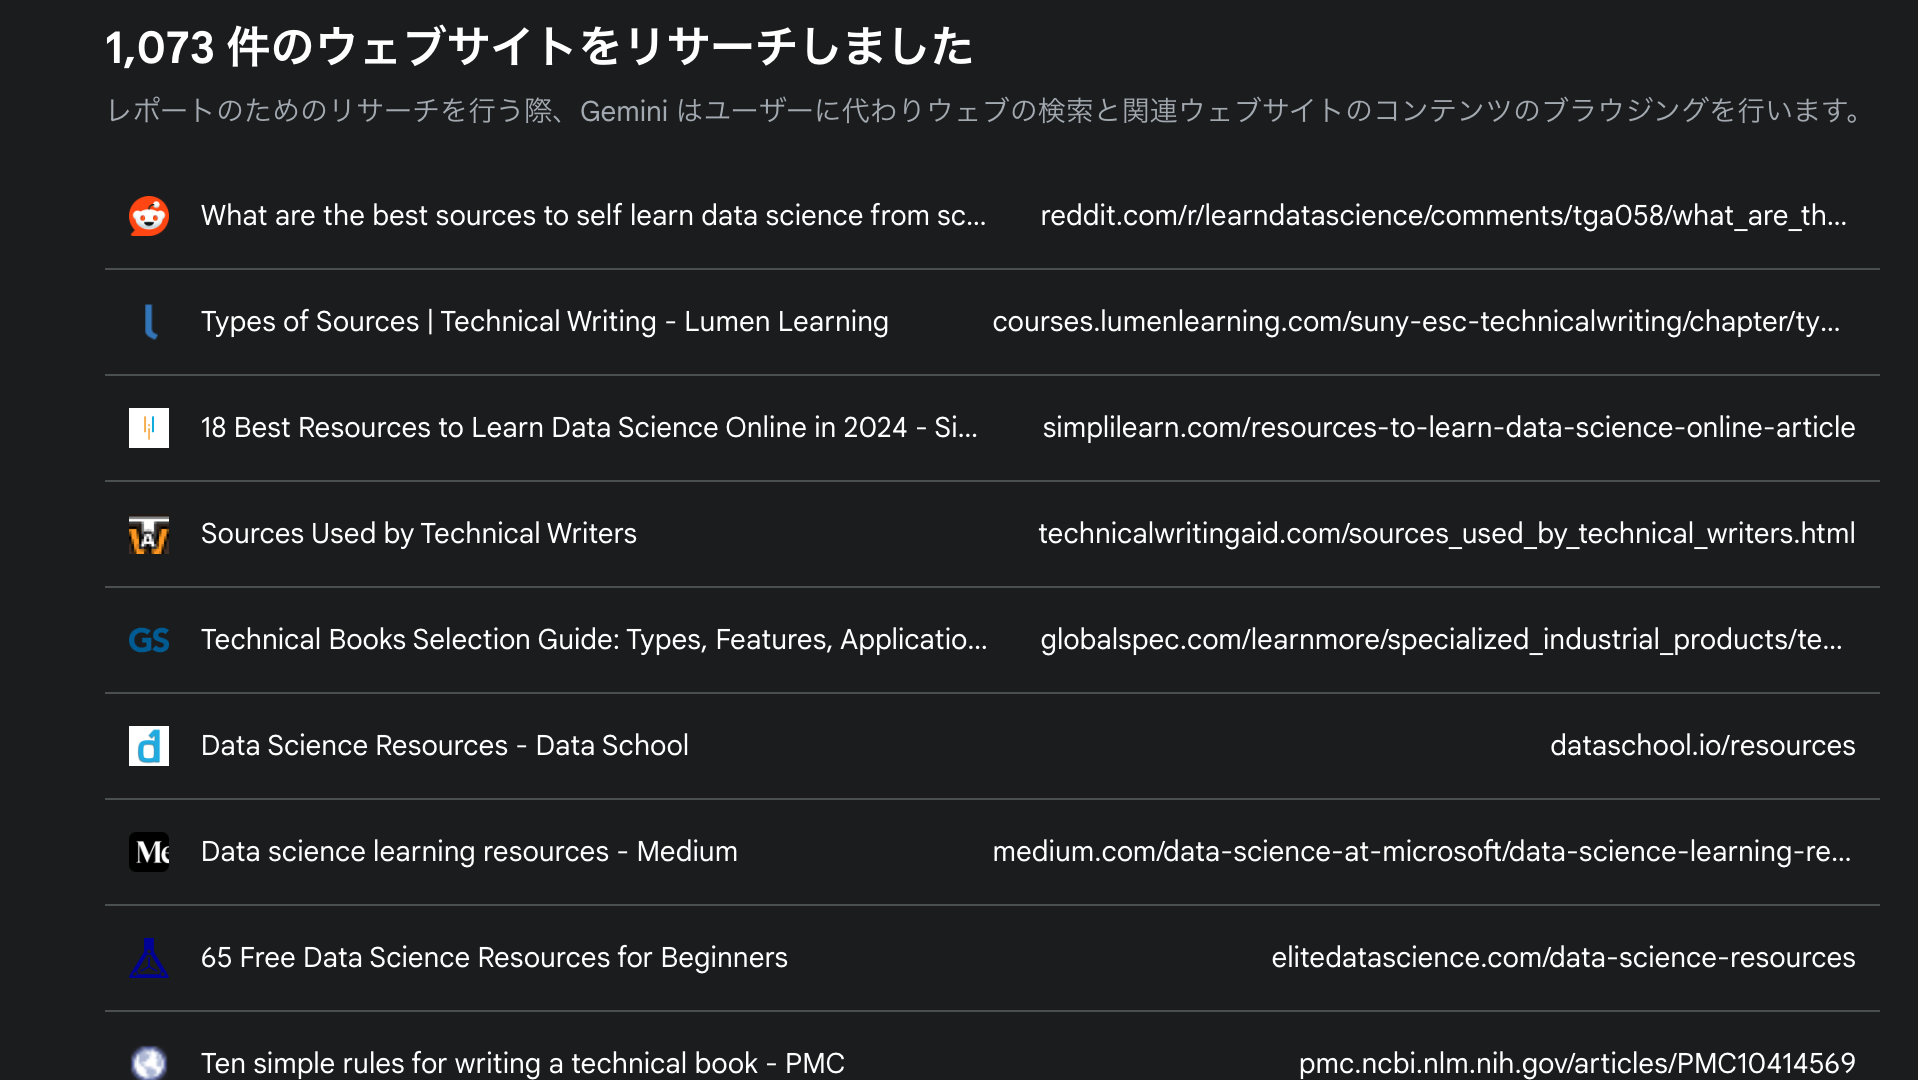 1,073 件のウェブサイトをリサーチしました
レポートのためのリサーチを行う際、Gemini はユーザーに代わりウェブの検索と関連ウェブサイトのコンテンツのブラウジングを行います。
What are the best sources to self learn data science from sc... reddit.com/r/learndatascience/comments/tga058/what_are_th...
Types of Sources | Technical Writing - Lumen Learning courses.lumenlearning.com/suny-esc-technicalwriting/chapter/ty...
18 Best Resources to Learn Data Science Online in 2024 - Si... simplilearn.com/resources-to-learn-data-science-online-article
Sources Used by Technical Writers technicalwritingaid.com/sources_used_by_technical_writers.html
GS Technical Books Selection Guide: Types, Features, Applicatio... globalspec.com/learnmore/specialized_industrial_products/te...
Data Science Resources - Data School dataschool.io/resources
Me Data science learning resources - Medium medium.com/data-science-at-microsoft/data-science-learning-re...
65 Free Data Science Resources for Beginners elitedatascience.com/data-science-resources
Ten simple rules for writing a technical book - PMC pmc.ncbi.nlm.nih.gov/articles/PMC10414569